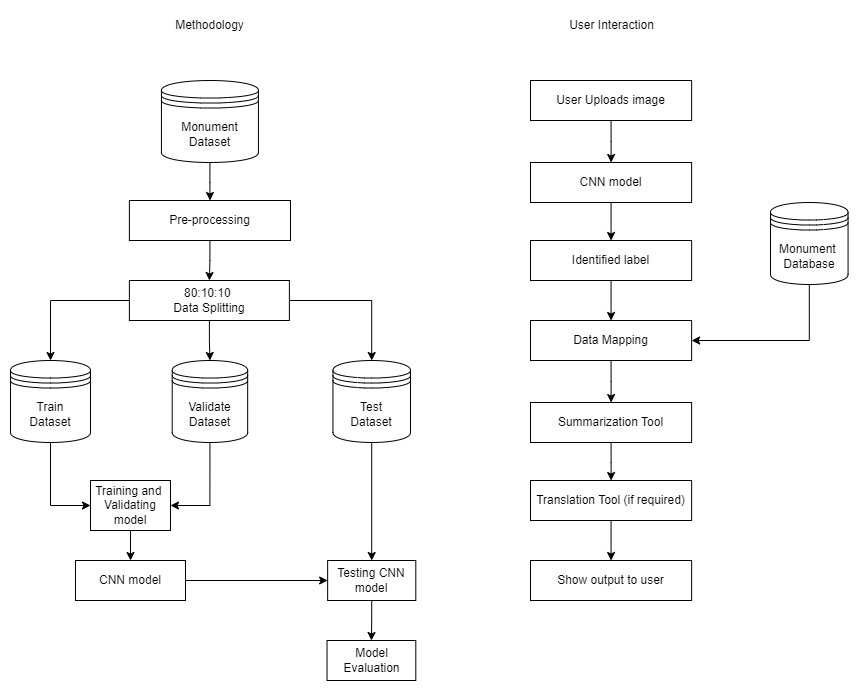 Methodology
Monument
Dataset
Pre-processing
80:10:10
Data Splitting
Train
Dataset
Validate
Dataset
Test
Dataset
Training and
Validating
model
CNN model
Testing CNN
model
Model
Evaluation
User Interaction
User Uploads image
CNN model
Identified label
Monument
Database
Data Mapping
Summarization Tool
Translation Tool (if required)
Show output to user